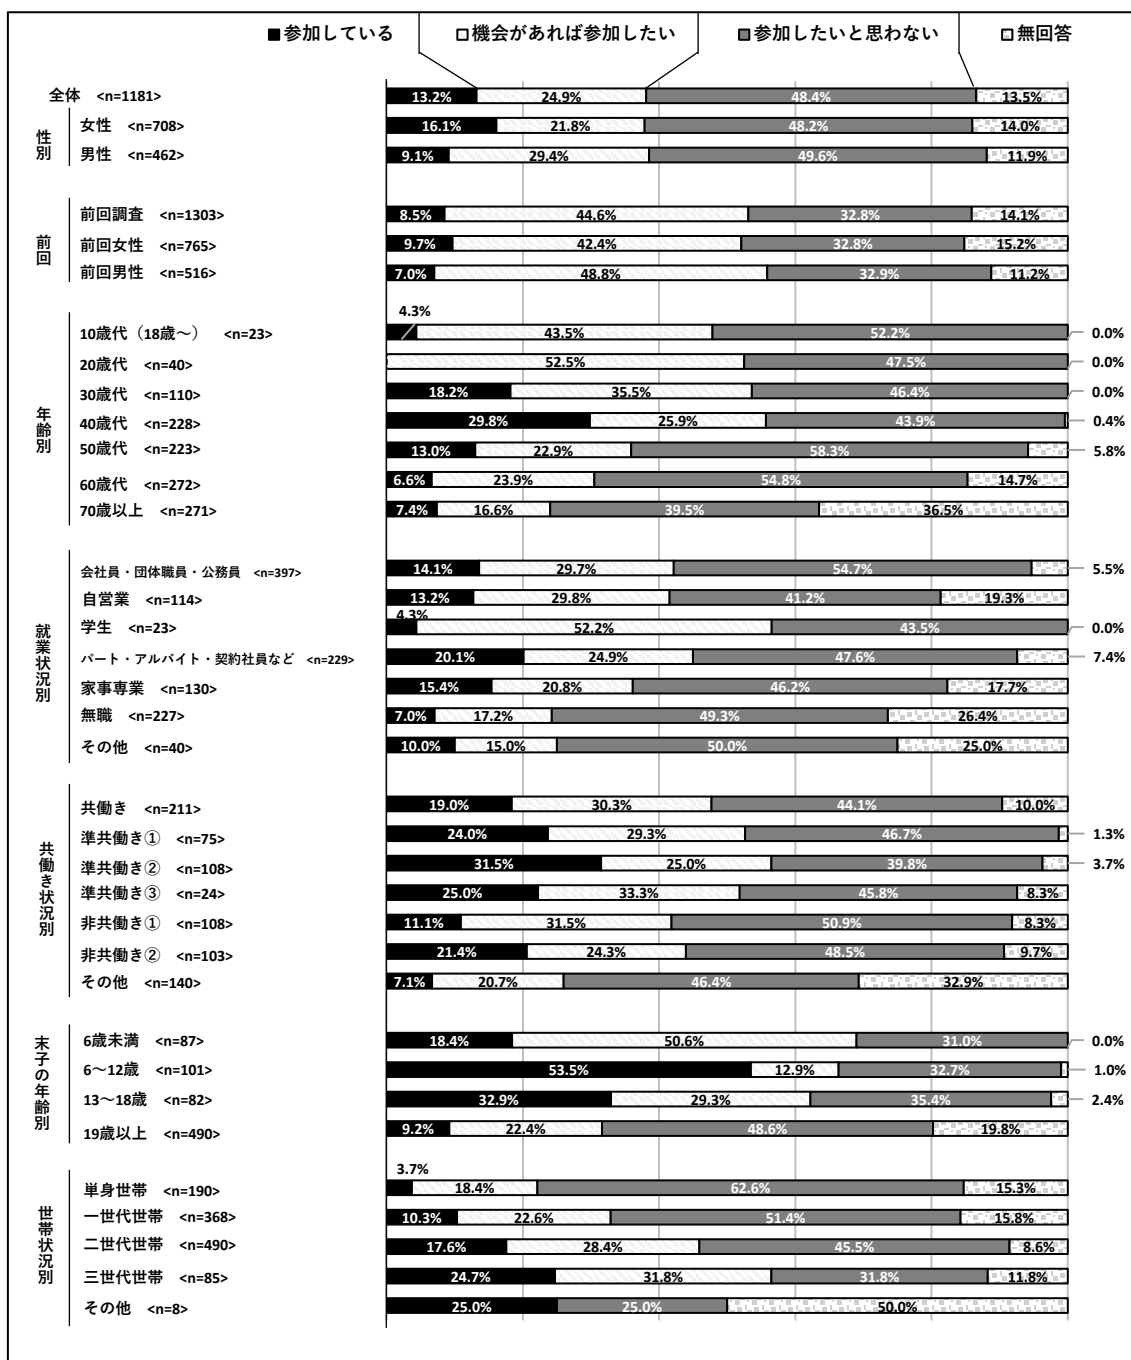 ■参加している　□機会があれば参加したい　■参加したいと思わない　□無回答
全体 <n=1181> 13.2% 24.9% 48.4% 13.5%
性別
女性 <n=708> 16.1% 21.8% 48.2% 14.0%
男性 <n=462> 9.1% 29.4% 49.6% 11.9%
前回
前回調査 <n=1303> 8.5% 44.6% 32.8% 14.1%
前回女性 <n=765> 9.7% 42.4% 32.8% 15.2%
前回男性 <n=516> 7.0% 48.8% 32.9% 11.2%
年齢別
10歳代（18歳～） <n=23> 4.3% 43.5% 52.2% 0.0%
20歳代 <n=40> 52.5% 47.5% 0.0%
30歳代 <n=110> 18.2% 35.5% 46.4% 0.0%
40歳代 <n=228> 29.8% 25.9% 43.9% 0.4%
50歳代 <n=223> 13.0% 22.9% 58.3% 5.8%
60歳代 <n=272> 6.6% 23.9% 54.8% 14.7%
70歳以上 <n=271> 7.4% 16.6% 39.5% 36.5%
就業状況別
会社員・団体職員・公務員 <n=397> 14.1% 29.7% 54.7% 5.5%
自営業 <n=114> 13.2% 29.8% 41.2% 19.3%
学生 <n=23> 4.3% 52.2% 43.5% 0.0%
パート・アルバイト・契約社員など <n=229> 20.1% 24.9% 47.6% 7.4%
家事専業 <n=130> 15.4% 20.8% 46.2% 17.7%
無職 <n=227> 7.0% 17.2% 49.3% 26.4%
その他 <n=40> 10.0% 15.0% 50.0% 25.0%
共働き状況別
共働き <n=211> 19.0% 30.3% 44.1% 10.0%
準共働き① <n=75> 24.0% 29.3% 46.7% 1.3%
準共働き② <n=108> 31.5% 25.0% 39.8% 3.7%
準共働き③ <n=24> 25.0% 33.3% 45.8% 8.3%
非共働き① <n=108> 11.1% 31.5% 50.9% 8.3%
非共働き② <n=103> 21.4% 24.3% 48.5% 9.7%
その他 <n=140> 7.1% 20.7% 46.4% 32.9%
末子の年齢別
6歳未満 <n=87> 18.4% 50.6% 31.0% 0.0%
6～12歳 <n=101> 53.5% 12.9% 32.7% 1.0%
13～18歳 <n=82> 32.9% 29.3% 35.4% 2.4%
19歳以上 <n=490> 9.2% 22.4% 48.6% 19.8%
世帯状況別
単身世帯 <n=190> 3.7% 18.4% 62.6% 15.3%
一世代世帯 <n=368> 10.3% 22.6% 51.4% 15.8%
二世代世帯 <n=490> 17.6% 28.4% 45.5% 8.6%
三世代世帯 <n=85> 24.7% 31.8% 31.8% 11.8%
その他 <n=8> 25.0% 25.0% 50.0%